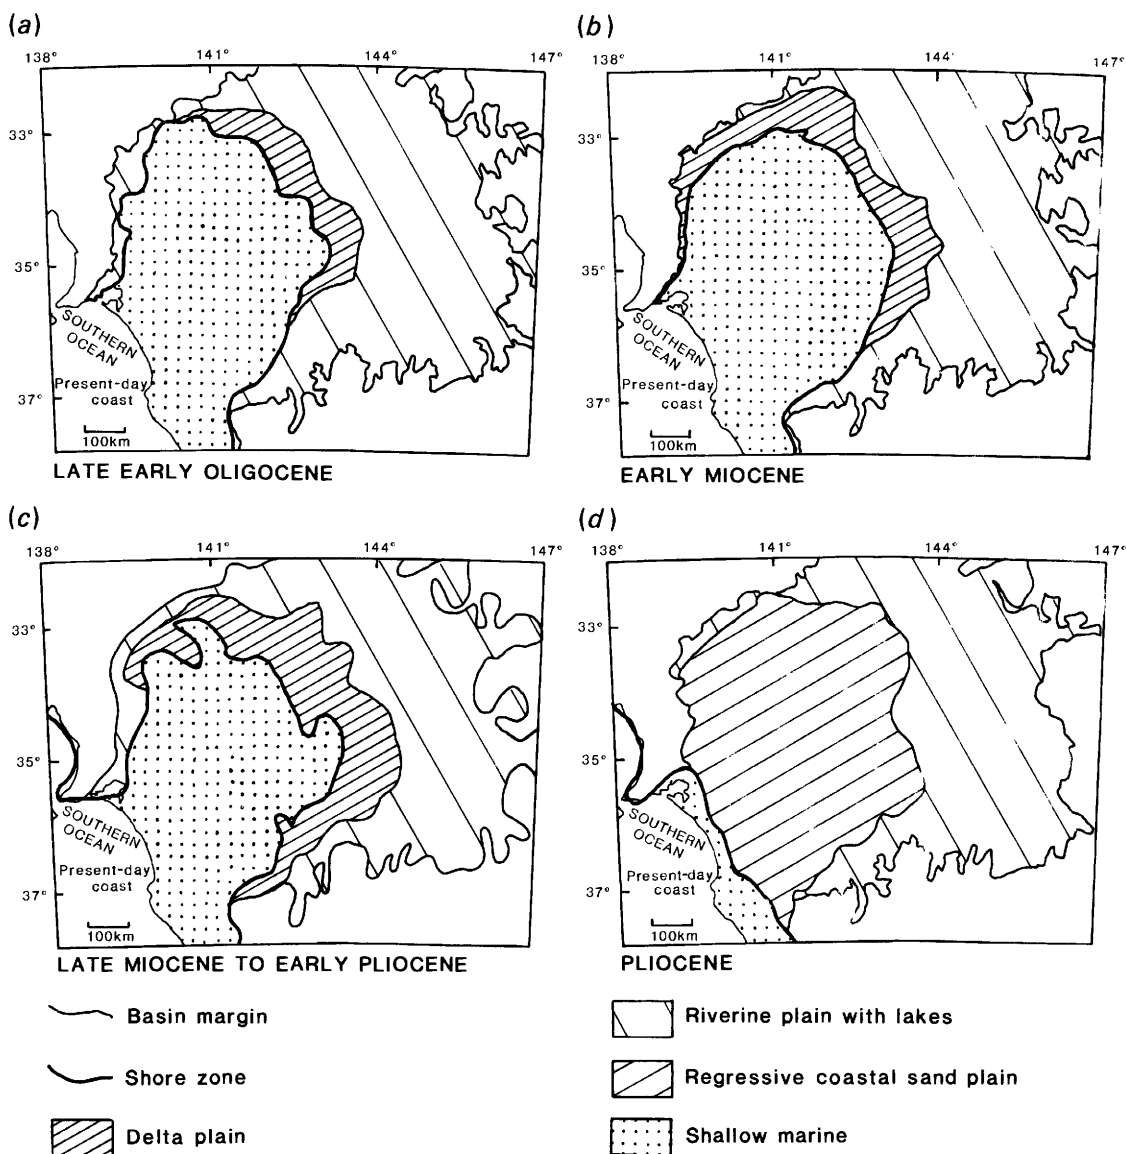 (a)
138° 141° 144° 147°
33°
35°
37°
SOUTHERN
OCEAN
Present-day
coast
100km
LATE EARLY OLIGOCENE
(b)
138° 141° 144° 147°
33°
35°
37°
SOUTHERN
OCEAN
Present-day
coast
100km
EARLY MIOCENE
(c)
138° 141° 144° 147°
33°
35°
37°
SOUTHERN
OCEAN
Present-day
coast
100km
LATE MIOCENE TO EARLY PLIOCENE
(d)
138° 141° 144° 147°
33°
35°
37°
SOUTHERN
OCEAN
Present-day
coast
100km
PLIOCENE
Basin margin
Shore zone
Delta plain
Riverine plain with lakes
Regressive coastal sand plain
Shallow marine